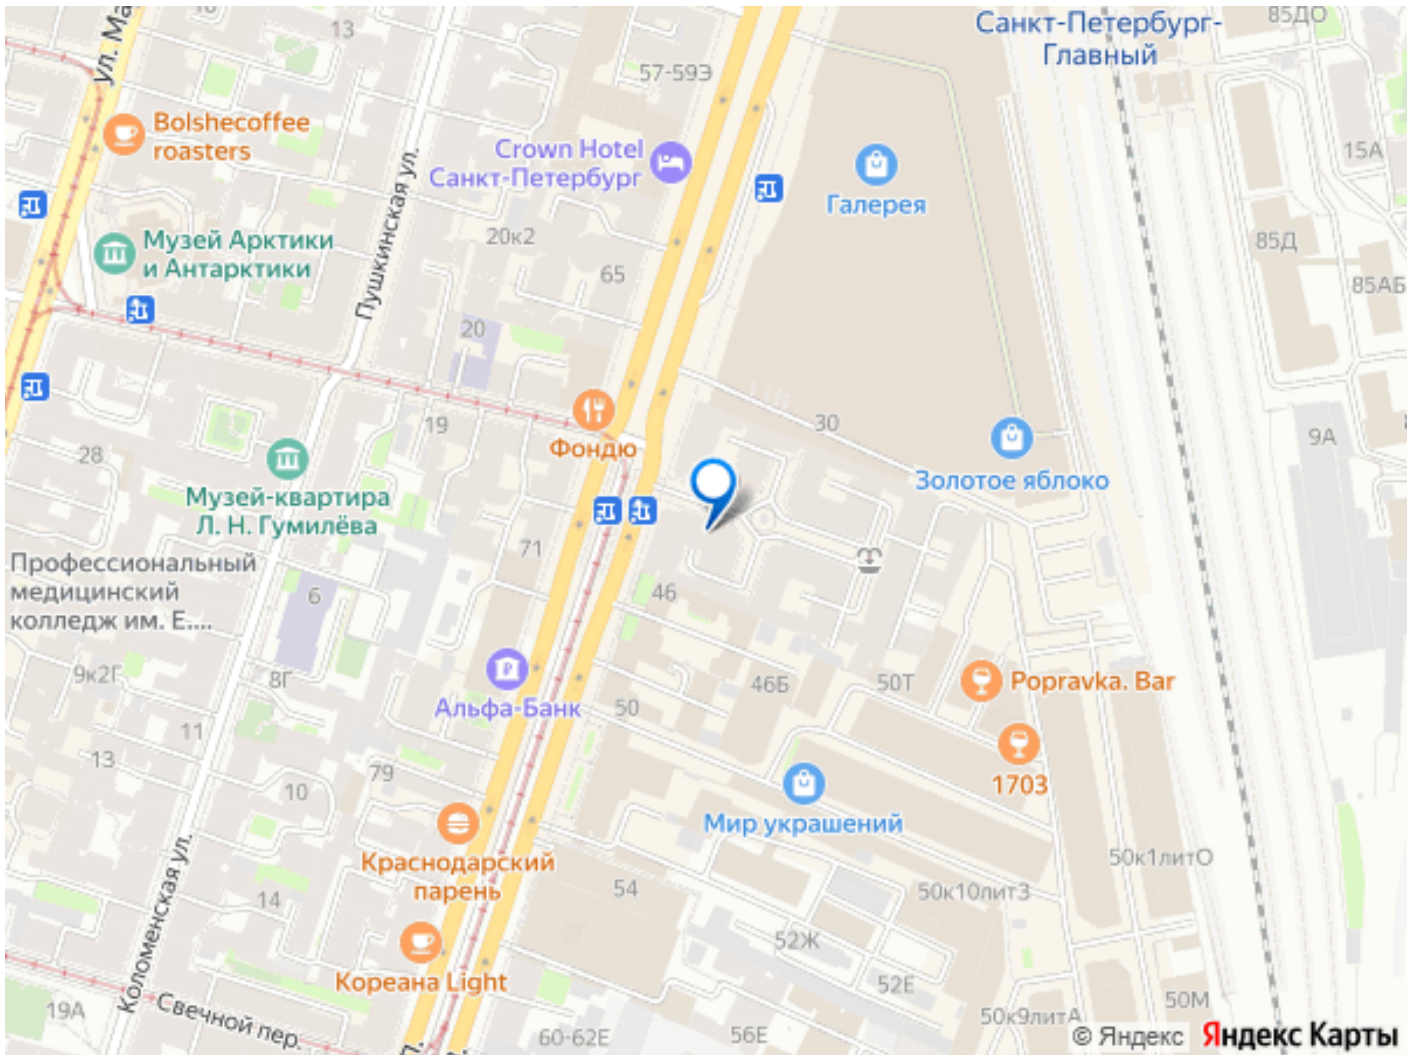 ул. Ма
13
57-59Э
Санкт-Петербург-
Главный
85ДО
Bolshecoffee
roasters
Пушкинская ул.
Crown Hotel
Санкт-Петербург
Галерея
15А
Музей Арктики
и Антарктики
20к2
65
85Д
85АБ
20
Фондю
19
30
28
Музей-квартира
Л. Н. Гумилёва
Золотое яблоко
9А
8
Профессиональный
медицинский
колледж им. Е....
71
6
46
9к2Г
8Г
Альфа-Банк
46Б
50Т
Popravka. Bar
50
11
13
79
10
1703
Мир украшений
Краснодарский
парень
Коломенская ул.
14
54
50к1литО
50к10литЗ
52Ж
Кореана Light
52Е
19А
Свечной пер.
60-62Е
56Е
50к9литА
50М
© Яндекс Яндекс Карты